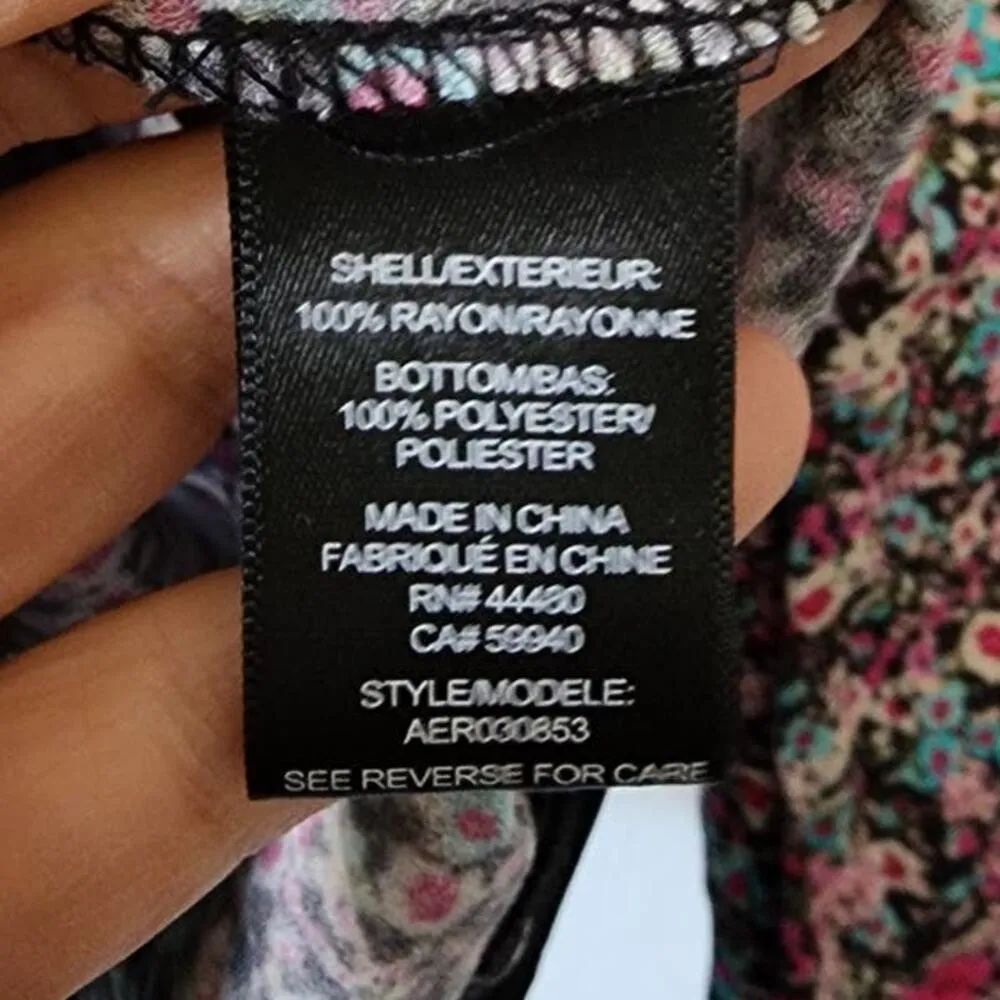 SHELL/EXTERIEUR:
100% RAYON/RAYONNE
BOTTOM/BAS:
100% POLYESTER/
POLIESTER
MADE IN CHINA
FABRIQUÉ EN CHINE
RN# 44480
CA# 59940
STYLE/MODELE:
AER030853
SEE REVERSE FOR CARE